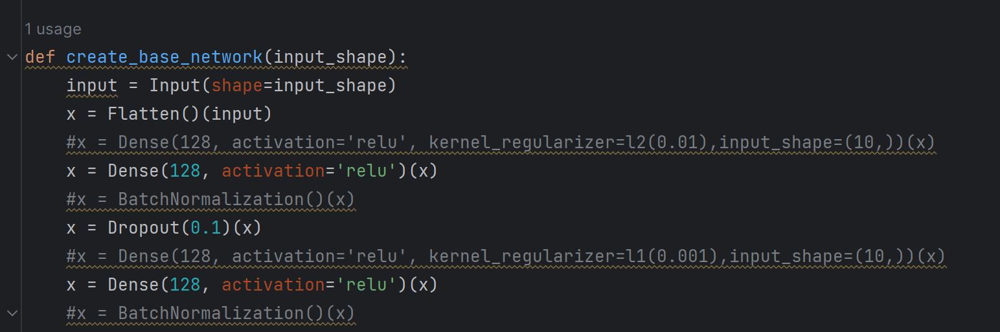 1 usage
def create_base_network(input_shape):
    input = Input(shape=input_shape)
    x = Flatten()(input)
    #x = Dense(128, activation='relu', kernel_regularizer=l2(0.01),input_shape=(10,))(x)
    x = Dense(128, activation='relu')(x)
    #x = BatchNormalization()(x)
    x = Dropout(0.1)(x)
    #x = Dense(128, activation='relu', kernel_regularizer=l1(0.001),input_shape=(10,))(x)
    x = Dense(128, activation='relu')(x)
    #x = BatchNormalization()(x)